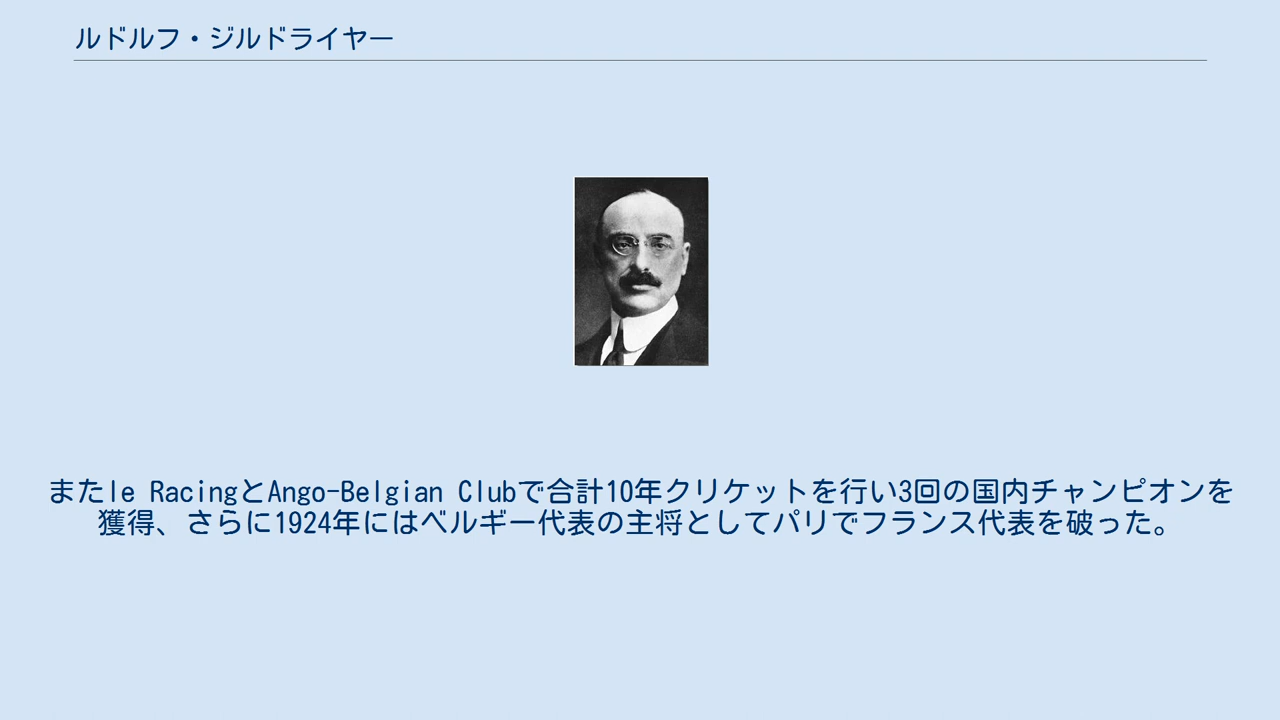 ルドルフ・ジルドライヤー
またle RacingとAngo-Belgian Clubで合計10年クリケットを行い3回の国内チャンピオンを
獲得、さらに1924年にはベルギー代表の主将としてパリでフランス代表を破った。